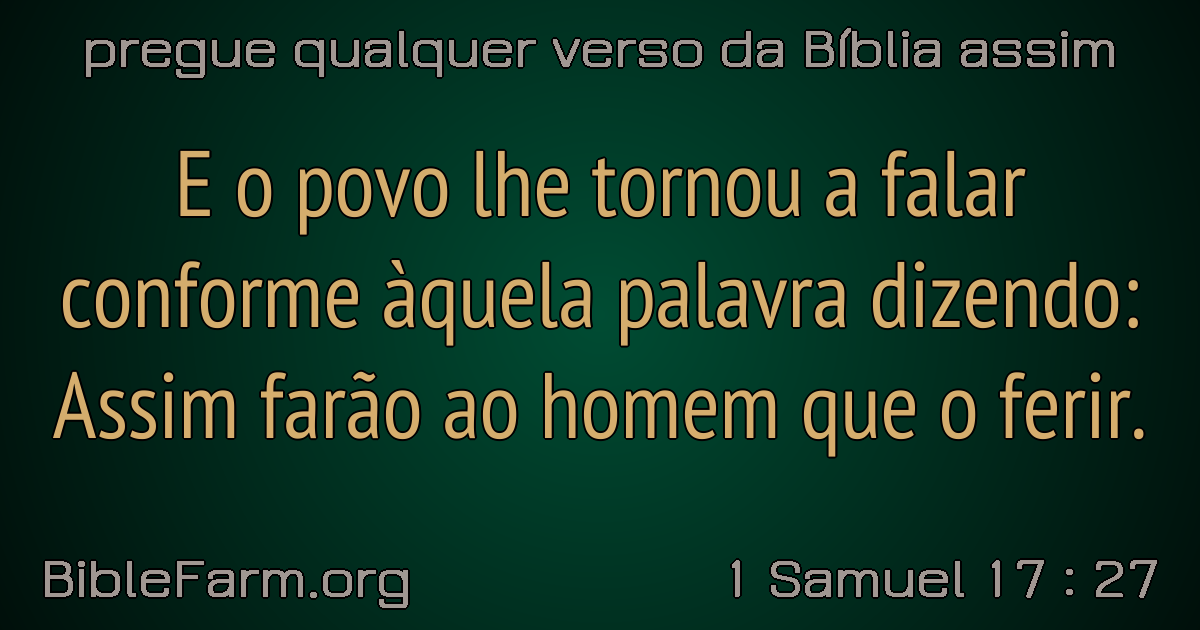 pregue qualquer verso da Bíblia assim
E o povo lhe tornou a falar
conforme àquela palavra dizendo:
Assim farão ao homem que o ferir.
BibleFarm.org
1 Samuel 17 : 27